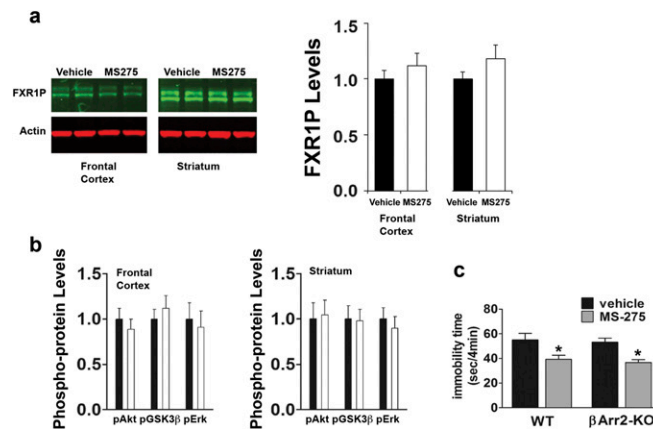 a
Vehicle MS275 Vehicle MS275
FXR1P
Actin
Frontal
Cortex
Striatum
FXR1P Levels
1.5
1.0
0.5
0.0
Vehicle MS275 Vehicle MS275
Frontal
Cortex
Striatum
b
Phospho-protein Levels
1.5
1.0
0.5
0
Frontal
Cortex
pAkt pGSK3β pErk
Phospho-protein Levels
1.5
1.0
0.5
0
Striatum
pAkt pGSK3β pErk
c
vehicle
MS-275
immobility time
(sec/4min)
80
60
40
20
0
*
*
WT βArr2-KO